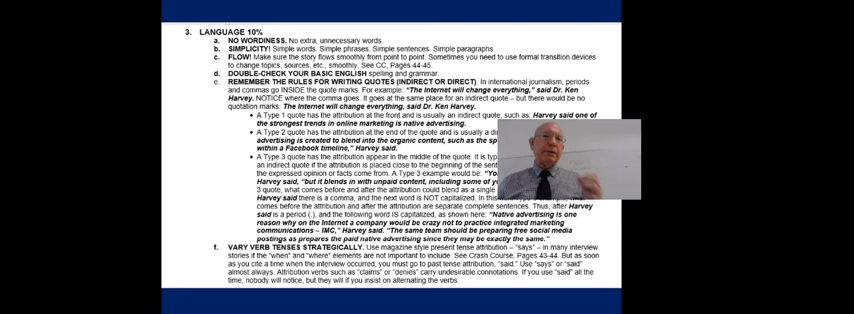 3. LANGUAGE 10%
a. NO WORDINESS. No extra, unnecessary words.
b. SIMPLICITY! Simple words. Simple phrases. Simple sentences. Simple paragraphs.
c. FLOW! Make sure the story flows smoothly from point to point. Sometimes you need to use formal transition devices
to change topics, sources, etc., smoothly, See CC, Pages 44-45.
d. DOUBLE-CHECK YOUR BASIC ENGLISH spelling and grammar.
e. REMEMBER THE RULES FOR WRITING QUOTES (INDIRECT OR DIRECT). In international journalism, periods
and commas go INSIDE the quote marks. For example: "The Internet will change everything," said Dr. Ken
Harvey. NOTICE where the comma goes. It goes at the same place for an indirect quote – but there would be no
quotation marks: The Internet will change everything, said Dr. Ken Harvey.
• A Type 1 quote has the attribution at the front and is usually an indirect quote, such as: Harvey said one of
the strongest trends in online marketing is native advertising.
• A Type 2 quote has the attribution at the end of the quote and is usually a
advertising is created to blend into the organic content, such as the
within a Facebook timeline," Harvey said.
• A Type 3 quote has the attribution appear in the middle of the quote. It is
an indirect quote if the attribution is placed close to the beginning of the
the expressed opinion or facts come from. A Type 3 example would be:
Harvey said, "but it blends in with unpaid content, including some of
3 quote, what comes before and after the attribution could blend as a single
Harvey said there is a comma, and the next word is NOT capitalized. In
comes before the attribution and after the attribution are separate complete sentences. Thus, after Harvey
said is a period (.), and the following word IS capitalized, as shown here: "Native advertising is one
reason why on the Internet a company would be crazy not to practice integrated marketing
communications – IMC," Harvey said. "The same team should be preparing free social media
postings as prepares the paid native advertising since they may be exactly the same."
f. VARY VERB TENSES STRATEGICALLY. Use magazine style present tense attribution – "says" – in many interview
stories if the "when" and "where" elements are not important to include. See Crash Course, Pages 43-44. But as soon
as you cite a time when the interview occurred, you must go to past tense attribution, "said." Use "says" or "said"
almost always. Attribution verbs such as "claims" or "denies" carry undesirable connotations. If you use "said" all the
time, nobody will notice, but they will if you insist on alternating the verbs.